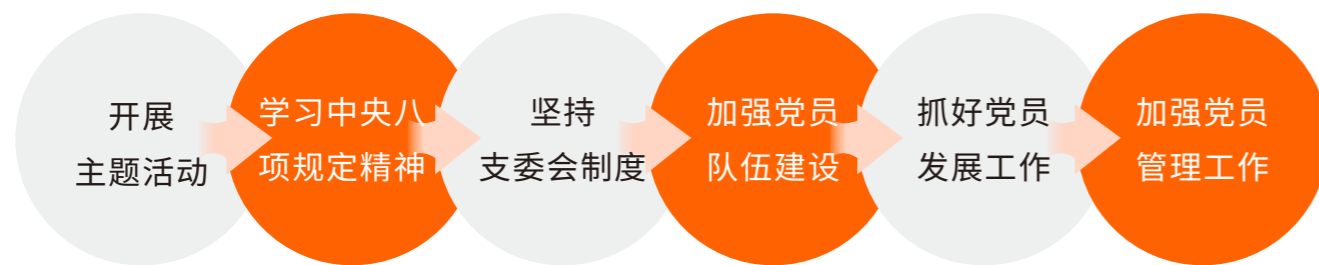 开展
主题活动
学习中央八
项规定精神
坚持
支委会制度
加强党员
队伍建设
抓好党员
发展工作
加强党员
管理工作